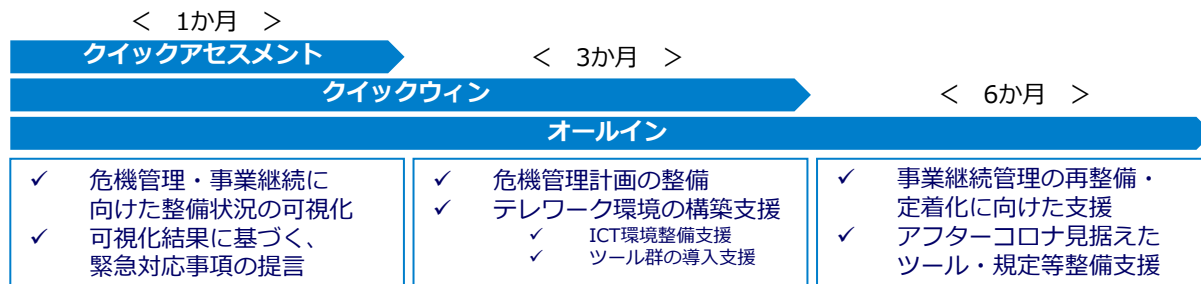 ＜　1か月　＞
クイックアセスメント
＜　3か月　＞
クイックウィン
＜　6か月　＞
オールイン
✓ 危機管理・事業継続に
向けた整備状況の可視化
✓ 可視化結果に基づく、
緊急対応事項の提言
✓ 危機管理計画の整備
✓ テレワーク環境の構築支援
✓ ICT環境整備支援
✓ ツール群の導入支援
✓ 事業継続管理の再整備・
定着化に向けた支援
✓ アフターコロナ見据えた
ツール・規定等整備支援